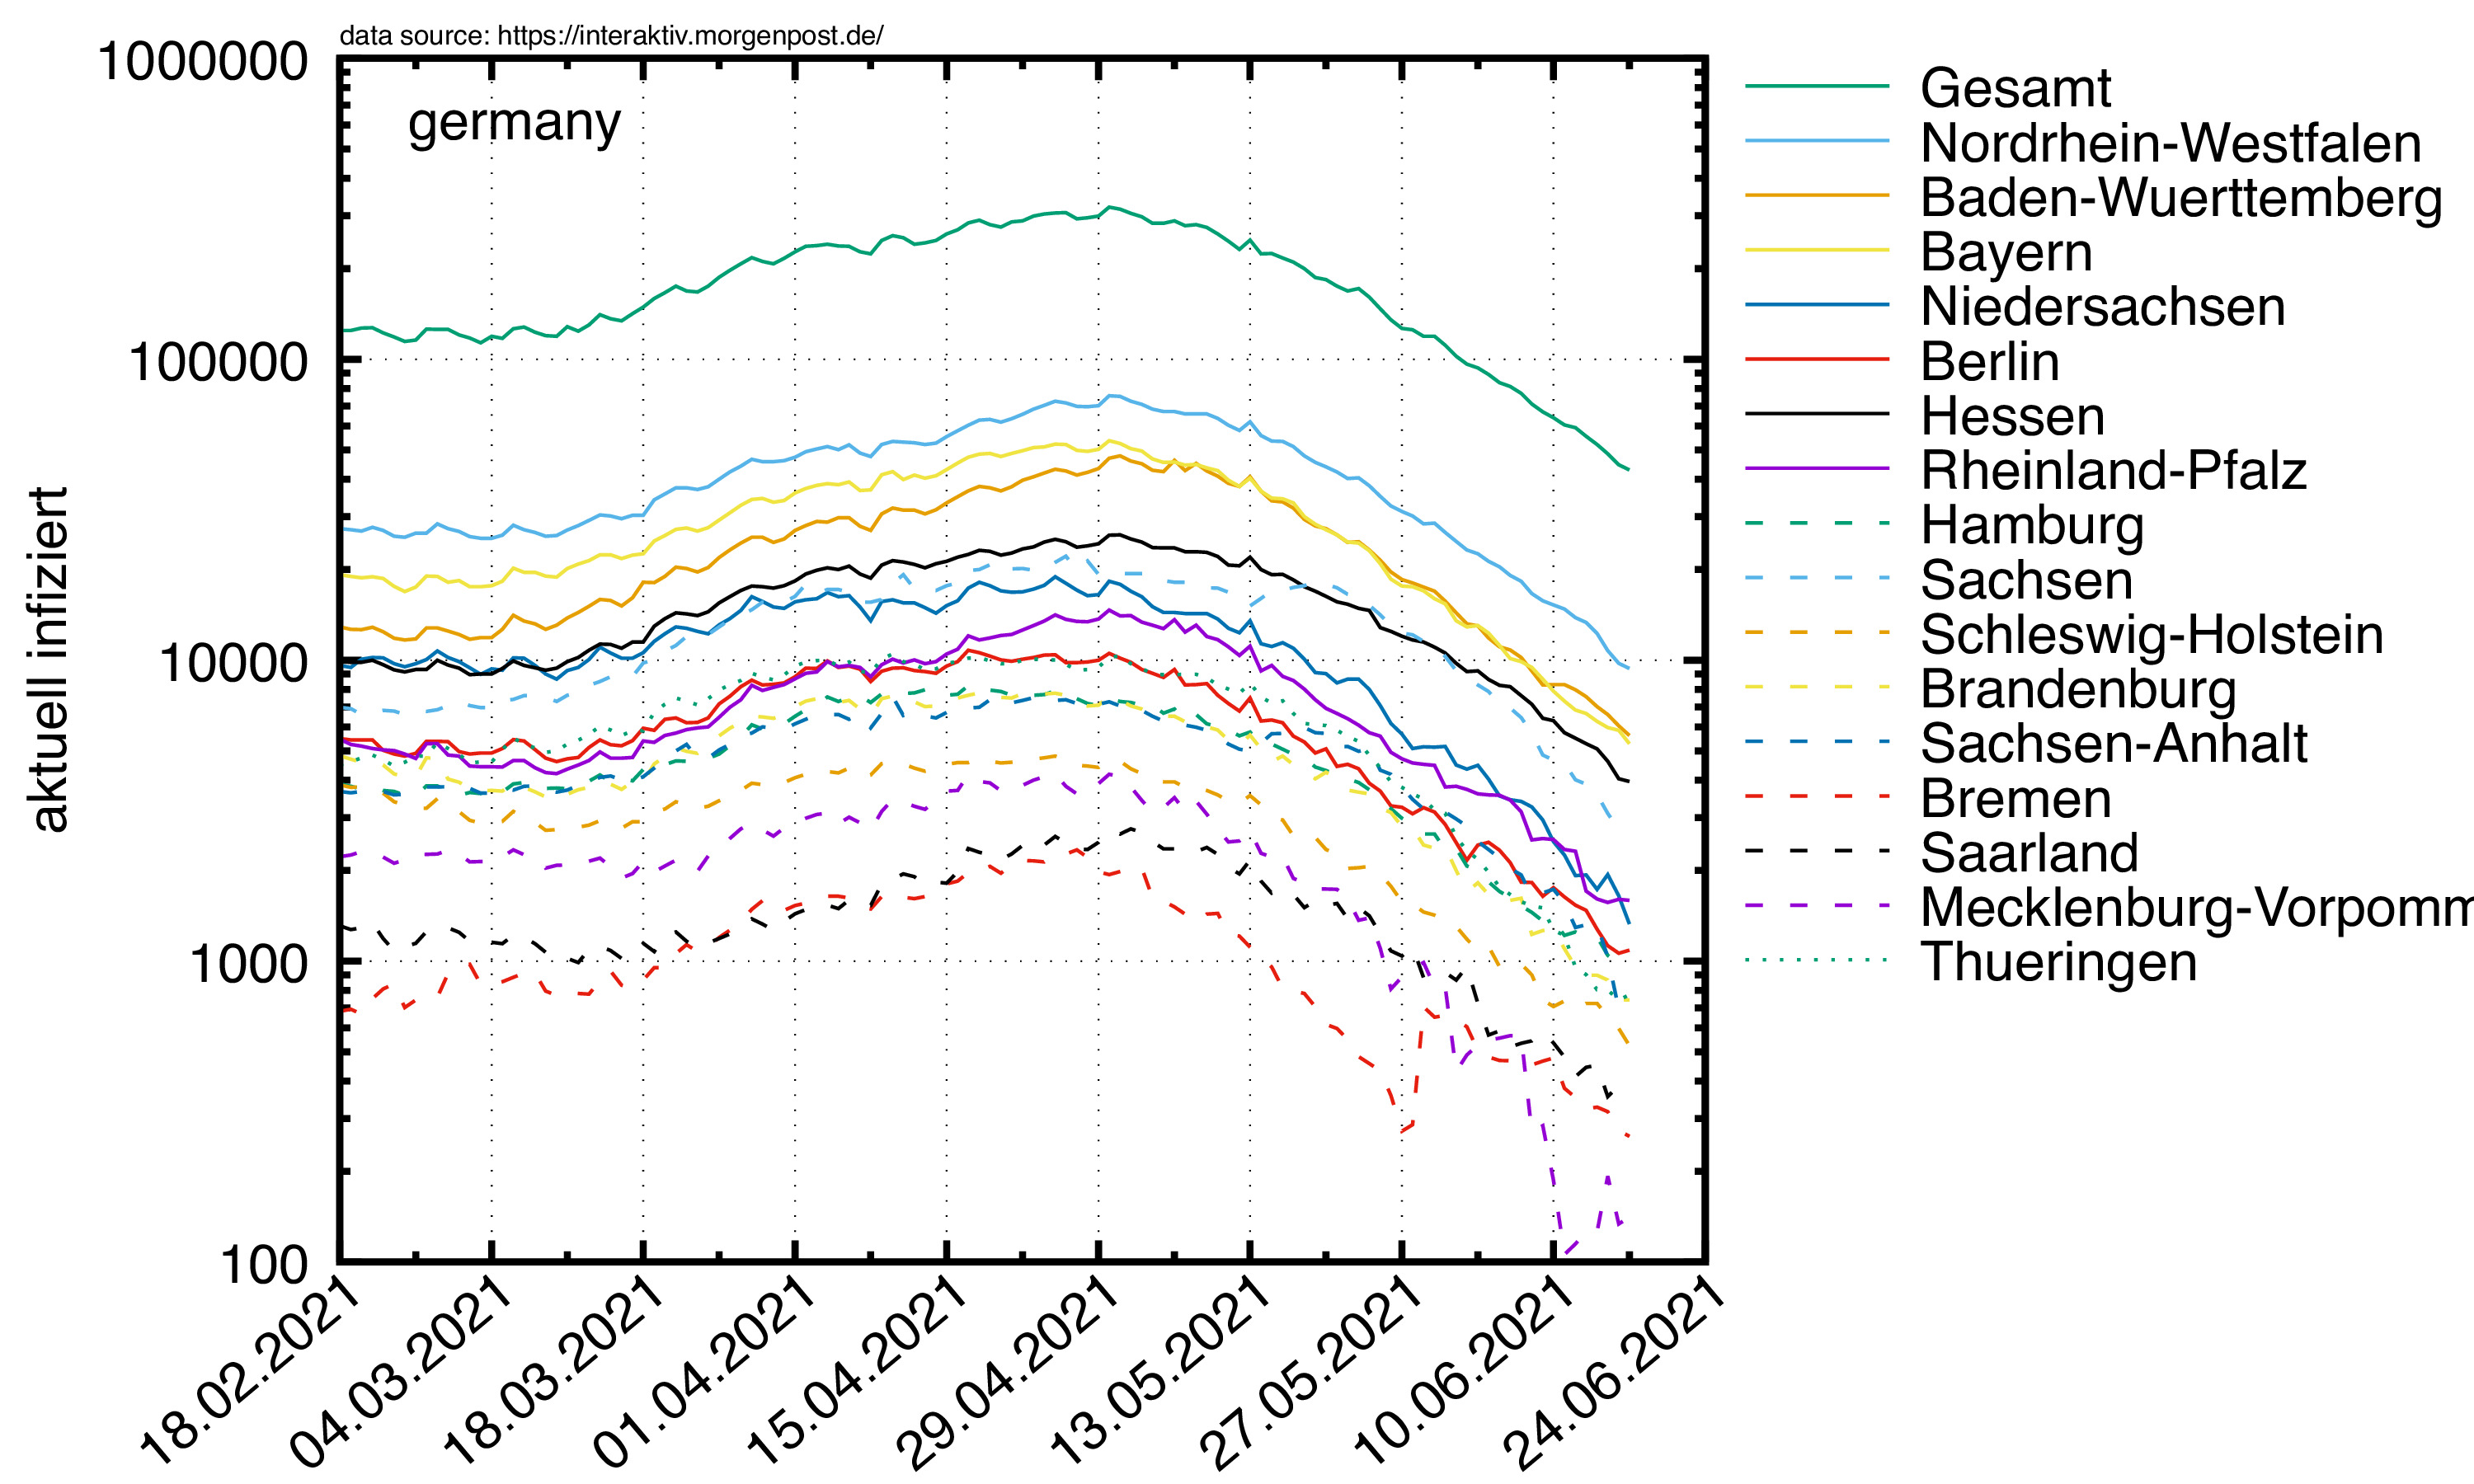 data source: https://interaktiv.morgenpost.de/
germany
aktuell infiziert
1000000
100000
10000
1000
100
18.02.2021
04.03.2021
18.03.2021
01.04.2021
15.04.2021
29.04.2021
13.05.2021
27.05.2021
10.06.2021
24.06.2021
Gesamt
Nordrhein-Westfalen
Baden-Wuerttemberg
Bayern
Niedersachsen
Berlin
Hessen
Rheinland-Pfalz
Hamburg
Sachsen
Schleswig-Holstein
Brandenburg
Sachsen-Anhalt
Bremen
Saarland
Mecklenburg-Vorpomm
Thueringen